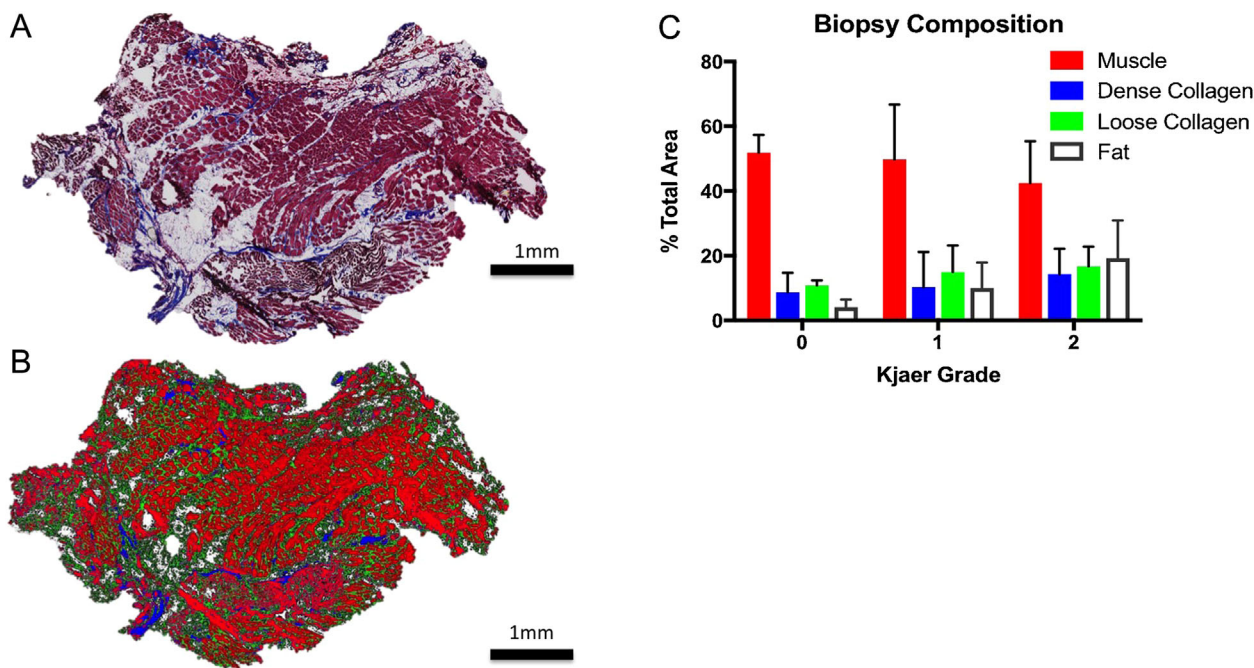 A
1mm
B
1mm
C
Biopsy Composition
Muscle
Dense Collagen
Loose Collagen
Fat
% Total Area
80
60
40
20
0
0 1 2
Kjaer Grade